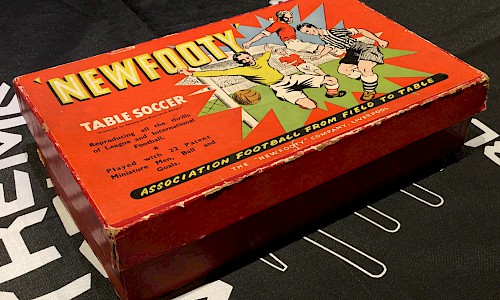 NEWFOOTY
TABLE SOCCER
Reproducing all the thrills
of League and International
Football.
Played with 22 Patent
Miniature Men, Ball and
Goals.
ASSOCIATION FOOTBALL FROM FIELD TO TABLE
THE "NEWFOOTY" COMPANY, LIVERPOOL